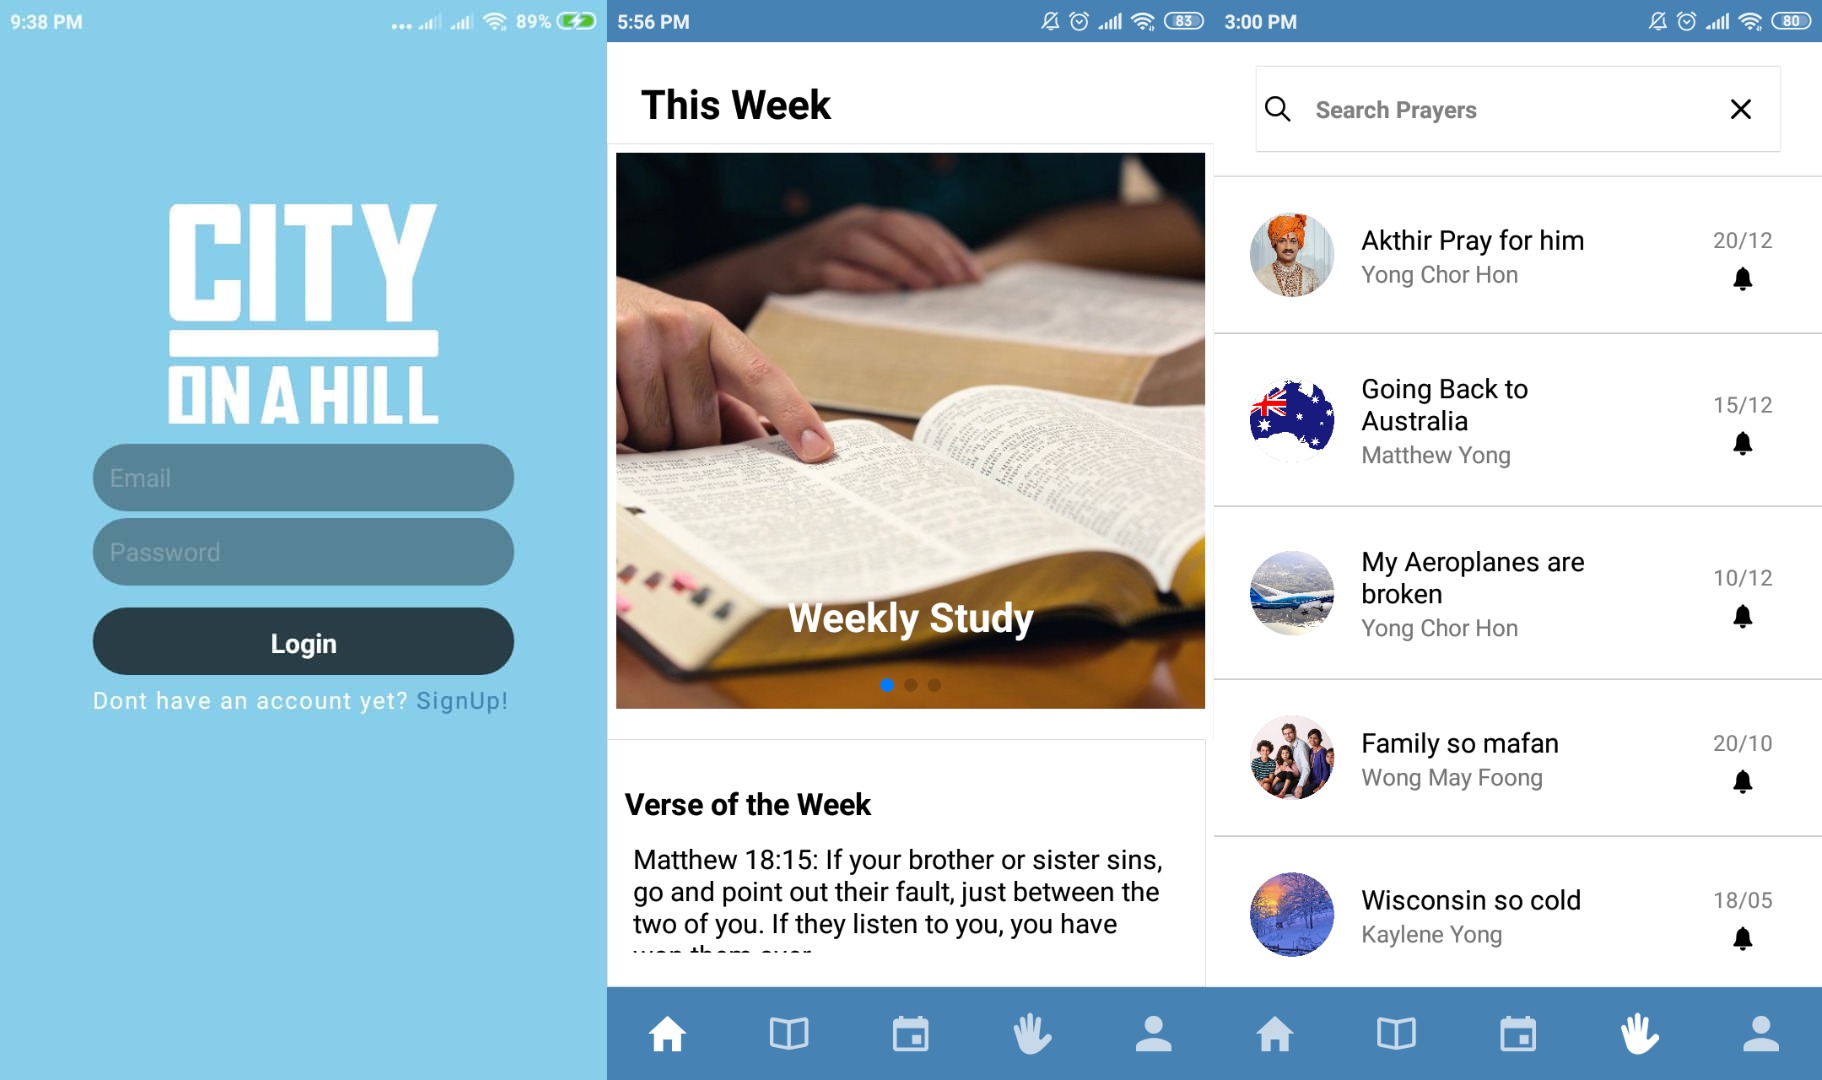 9:38 PM
89%
CITY
ON A HILL
Email
Password
Login
Dont have an account yet? SignUp!
5:56 PM
83
This Week
Weekly Study
Verse of the Week
Matthew 18:15: If your brother or sister sins,
go and point out their fault, just between the
two of you. If they listen to you, you have
won them over
3:00 PM
80
Search Prayers
Akthir Pray for him
20/12
Yong Chor Hon
Going Back to
Australia
15/12
Matthew Yong
My Aeroplanes are
broken
10/12
Yong Chor Hon
Family so mafan
20/10
Wong May Foong
Wisconsin so cold
18/05
Kaylene Yong